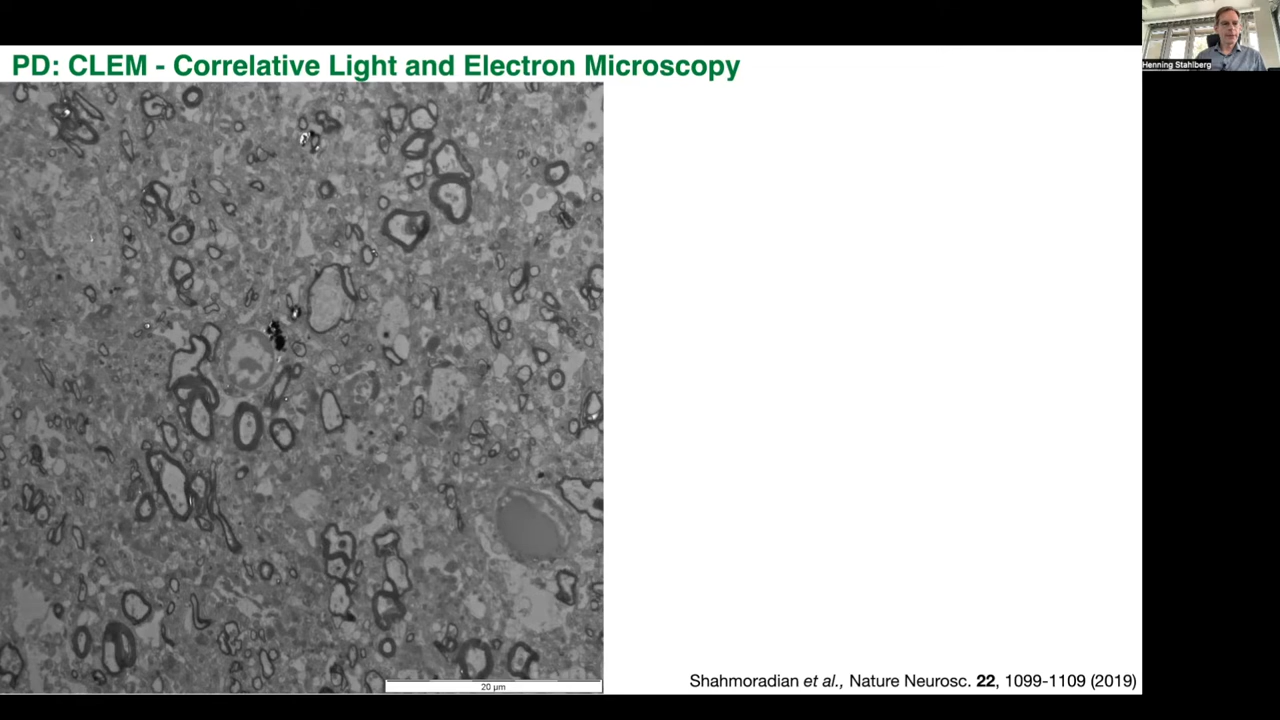 PD: CLEM - Correlative Light and Electron Microscopy
Henning Stahlberg
20 µm
Shahmoradian et al., Nature Neurosc. 22, 1099-1109 (2019)